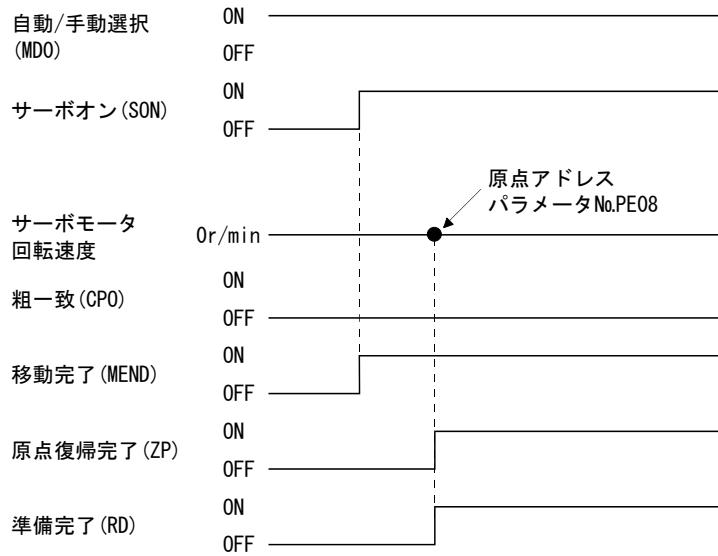 自動/手動選択
(MD0)
ON
OFF
サーボオン(SON)
ON
OFF
原点アドレス
パラメータNo.PE08
サーボモータ
回転速度
0r/min
粗一致(CPO)
ON
OFF
移動完了(MEND)
ON
OFF
原点復帰完了(ZP)
ON
OFF
準備完了(RD)
ON
OFF